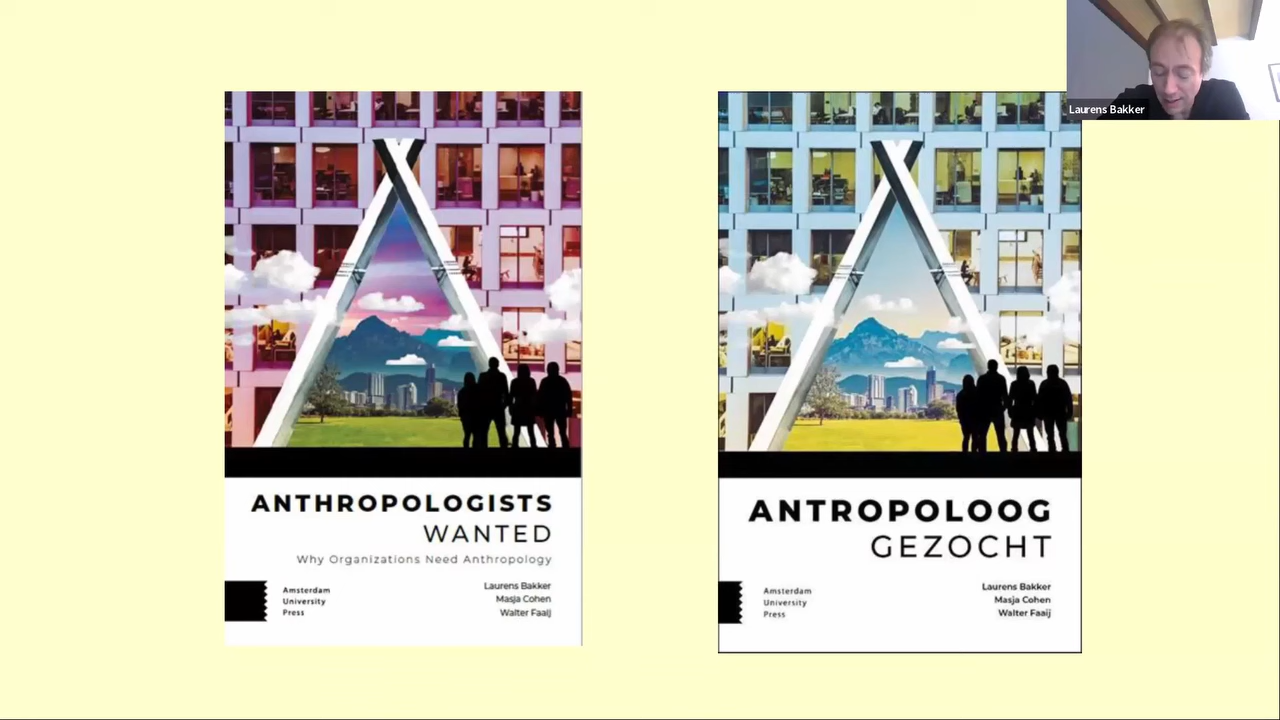 Laurens Bakker
ANTHROPOLOGISTS
WANTED
Why Organizations Need Anthropology
Amsterdam
University
Press
Laurens Bakker
Masja Cohen
Walter Faaij
ANTROPOLOOG
GEZOCHT
Amsterdam
University
Press
Laurens Bakker
Masja Cohen
Walter Faaij